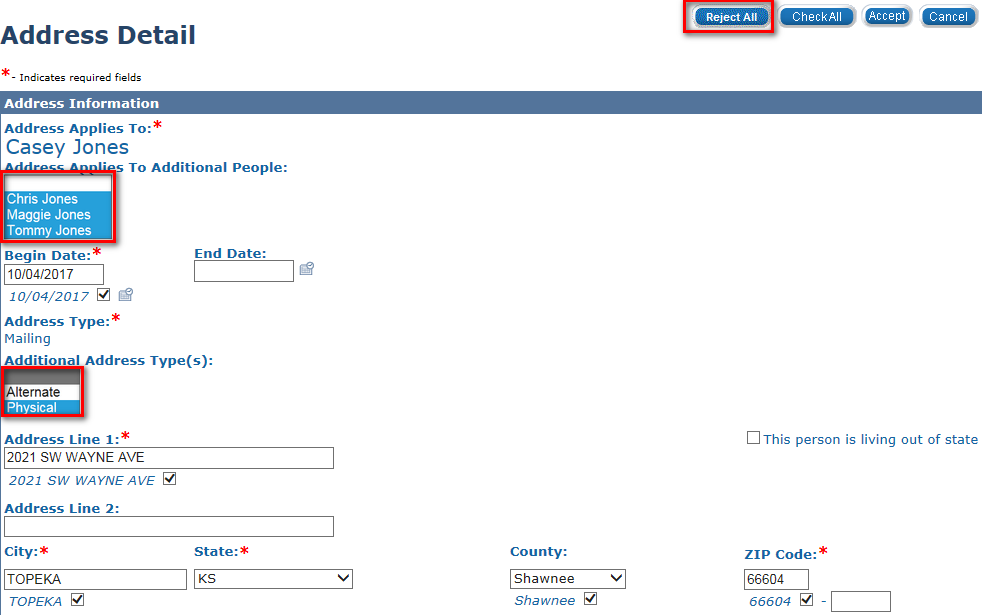 Reject All Check All Accept Cancel
Address Detail
* - Indicates required fields
Address Information
Address Applies To:*
Casey Jones
Address Applies To Additional People:
Chris Jones
Maggie Jones
Tommy Jones
Begin Date:* End Date:
10/04/2017
10/04/2017
Address Type:*
Mailing
Additional Address Type(s):
Alternate
Physical
Address Line 1:* This person is living out of state
2021 SW WAYNE AVE
2021 SW WAYNE AVE
Address Line 2:
City:* State:* County: ZIP Code:*
TOPEKA KS Shawnee 66604
TOPEKA Shawnee 66604 -